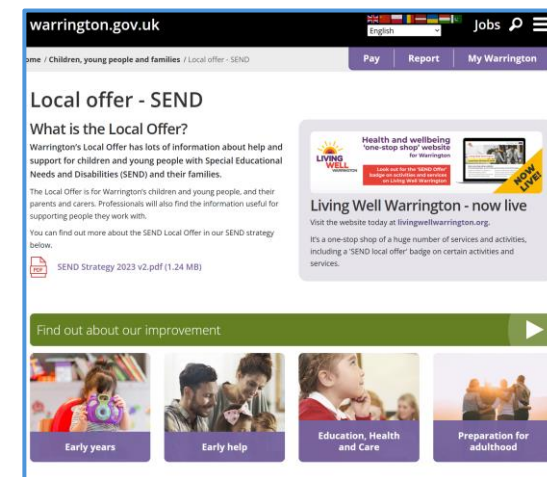 warrington.gov.uk
English
Jobs
ome / Children, young people and families / Local offer - SEND
Pay
Report
My Warrington
Local offer - SEND
What is the Local Offer?
Warrington's Local Offer has lots of information about help and
support for children and young people with Special Educational
Needs and Disabilities (SEND) and their families.
The Local Offer is for Warrington's children and young people, and their
parents and carers. Professionals will also find the information useful for
supporting people they work with.
You can find out more about the SEND Local Offer in our SEND strategy
below.
PDF
SEND Strategy 2023 v2.pdf (1.24 MB)
LIVING
WELL
WARRINGTON
Health and wellbeing
'one-stop shop' website
for Warrington
Look out for the 'SEND Offer'
badge on activities and services
on Living Well Warrington
NOW
LIVE!
Living Well Warrington - now live
Visit the website today at livingwellwarrington.org.
It's a one-stop shop of a huge number of services and activities,
including a 'SEND local offer' badge on certain activities and
services.
Find out about our improvement
Early years
Early help
Education, Health
and Care
Preparation for
adulthood